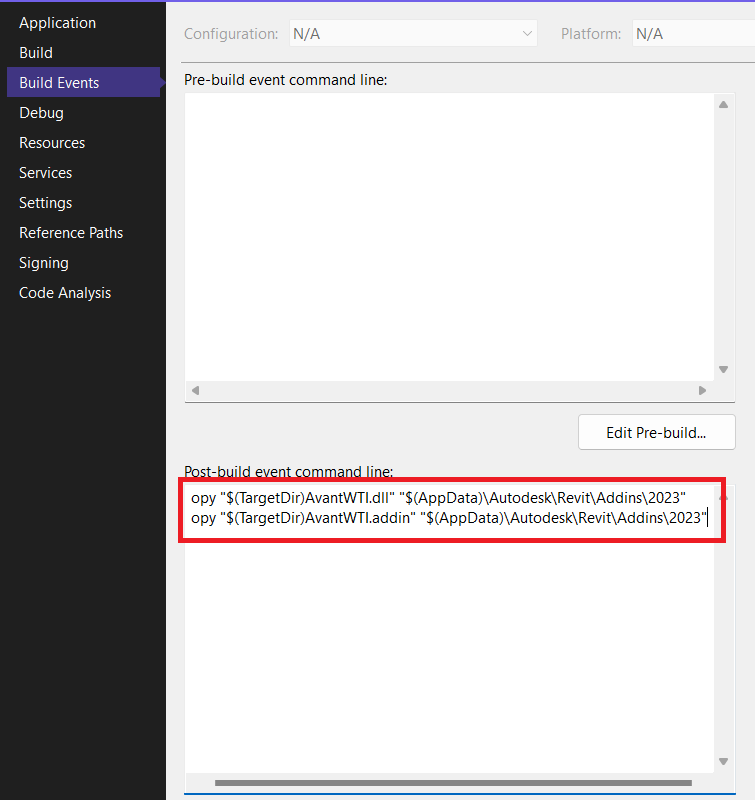 Application
Build
Build Events
Debug
Resources
Services
Settings
Reference Paths
Signing
Code Analysis
Configuration: N/A Platform: N/A
Pre-build event command line:
Edit Pre-build...
Post-build event command line:
opy "$(TargetDir)AvantWTI.dll" "$(AppData)\Autodesk\Revit\Addins\2023"
opy "$(TargetDir)AvantWTI.addin" "$(AppData)\Autodesk\Revit\Addins\2023"